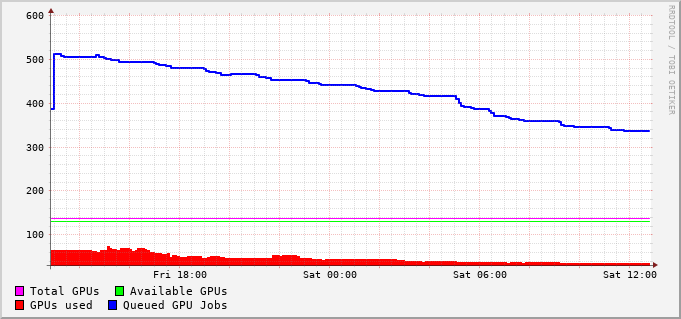 600
500
400
300
200
100
Fri 18:00 Sat 00:00 Sat 06:00 Sat 12:00
Total GPUs Available GPUs
GPUs used Queued GPU Jobs
RRDTOOL / TOBI OETIKER